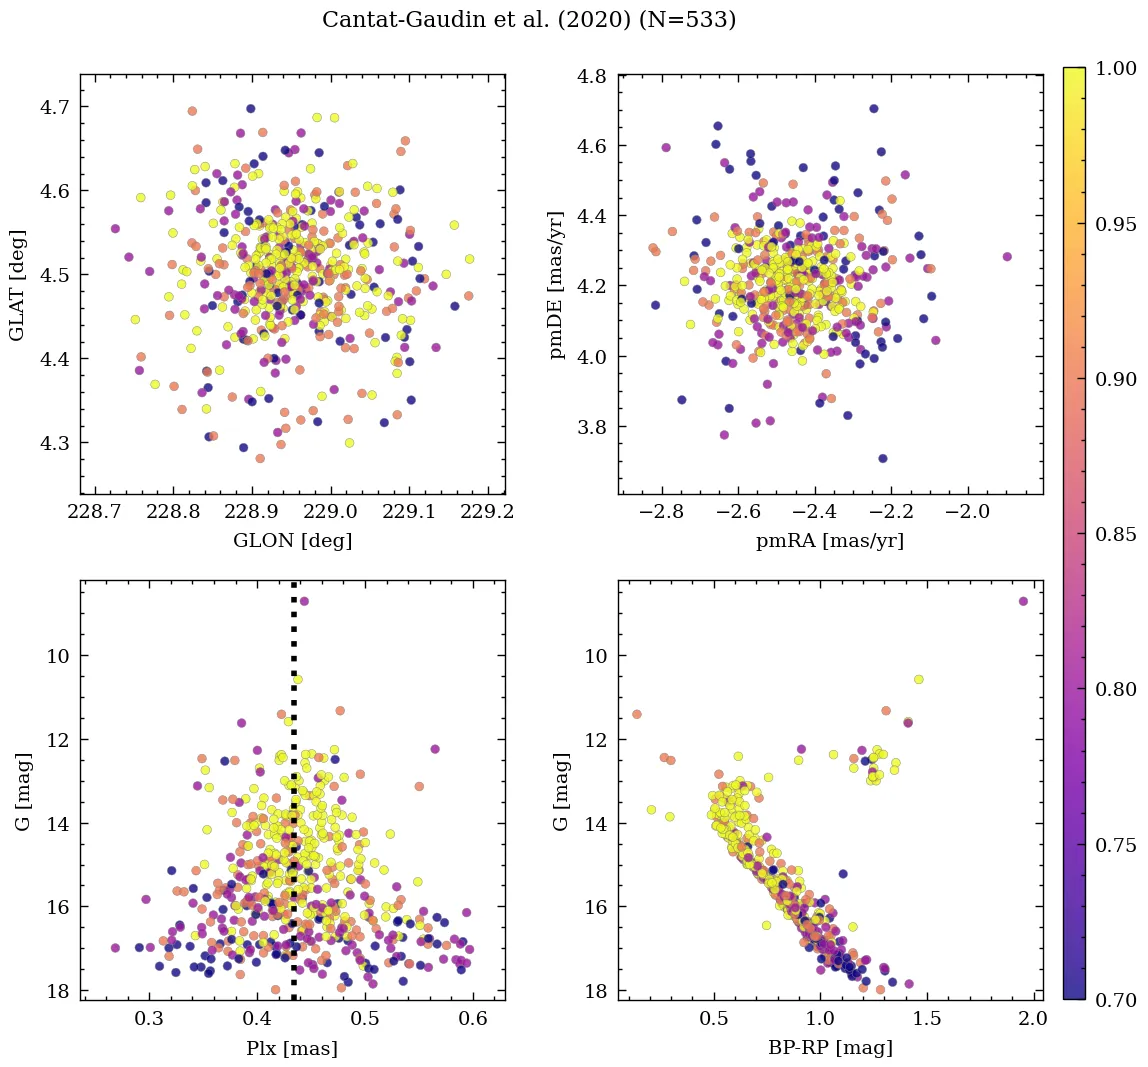 Cantat-Gaudin et al. (2020) (N=533)
4.7
4.6
4.5
4.4
4.3
GLAT [deg]
228.7 228.8 228.9 229.0 229.1 229.2
GLON [deg]
4.8
4.6
4.4
4.2
4.0
3.8
pmDE [mas/yr]
−2.8 −2.6 −2.4 −2.2 −2.0
pmRA [mas/yr]
10
12
14
16
18
G [mag]
0.3 0.4 0.5 0.6
Plx [mas]
10
12
14
16
18
G [mag]
0.5 1.0 1.5 2.0
BP-RP [mag]
1.00
0.95
0.90
0.85
0.80
0.75
0.70